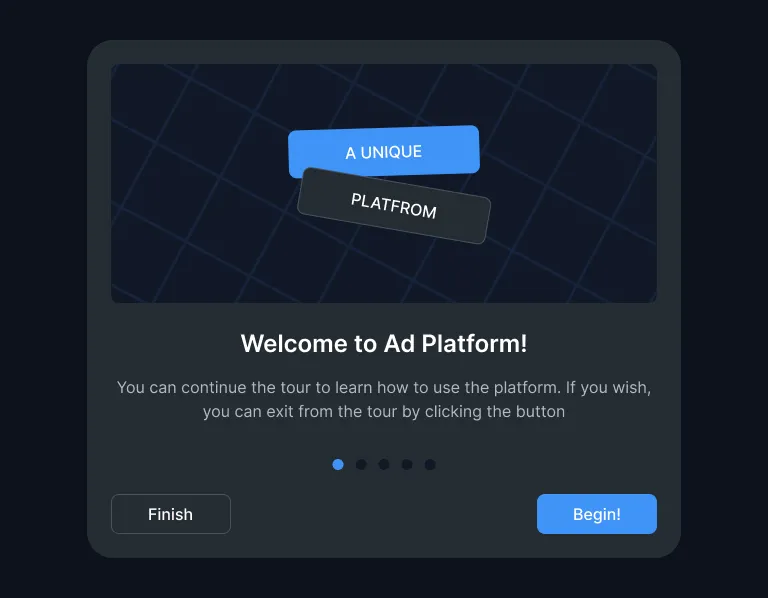 A UNIQUE
PLATFROM
Welcome to Ad Platform!
You can continue the tour to learn how to use the platform. If you wish,
you can exit from the tour by clicking the button
Finish
Begin!